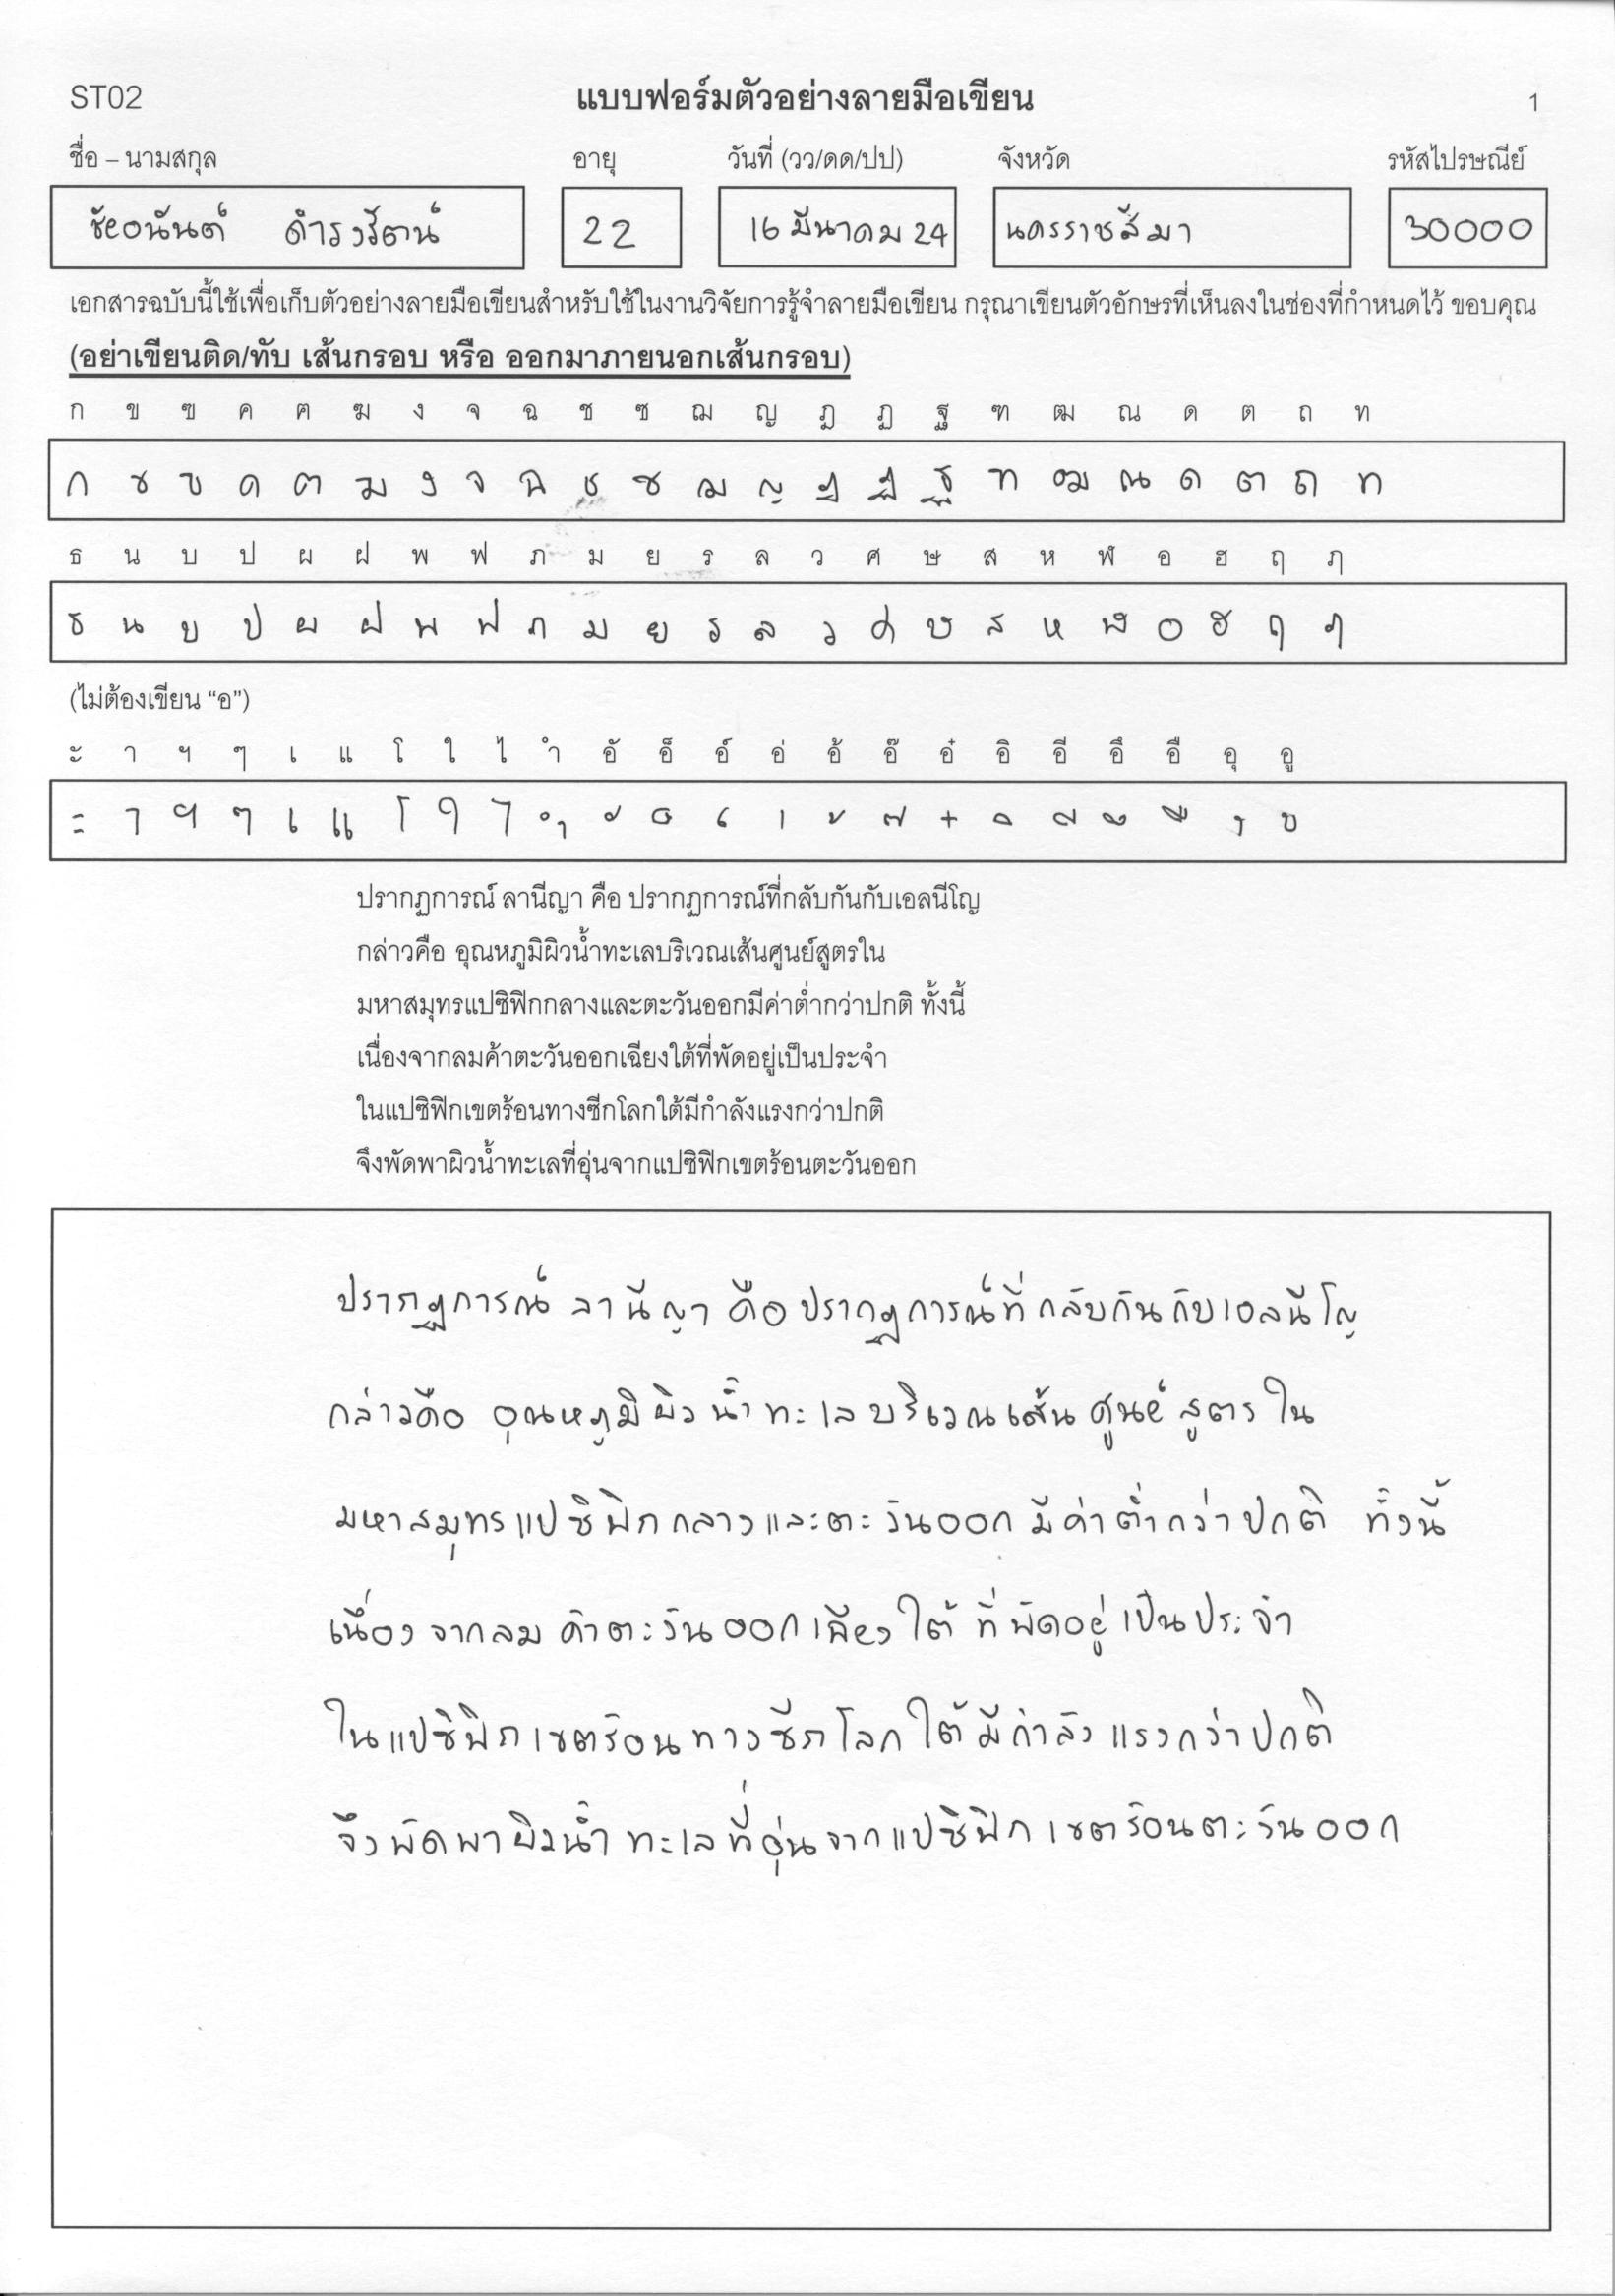 ST02 แบบฟอร์มตัวอย่างลายมือเขียน 1
ชื่อ – นามสกุล อายุ วันที่ (วว/ดด/ปป) จังหวัด รหัสไปรษณีย์
ชัยอนันต์ ดำรงรัตน์ 22 16 มีนาคม 24 นครราชสีมา 30000
เอกสารฉบับนี้ใช้เพื่อเก็บตัวอย่างลายมือเขียนสำหรับใช้ในงานวิจัยการรู้จำลายมือเขียน กรุณาเขียนตัวอักษรที่เห็นลงในช่องที่กำหนดไว้ ขอบคุณ
(อย่าเขียนติด/ทับ เส้นกรอบ หรือ ออกมาภายนอกเส้นกรอบ)
ก ข ฃ ค ฅ ฆ ง จ ฉ ช ซ ฌ ญ ฎ ฏ ฐ ฑ ฒ ณ ด ต ถ ท
ก ข ฃ ค ฅ ฆ ง จ ฉ ช ซ ฌ ญ ฎ ฏ ฐ ฑ ฒ ณ ด ต ถ ท
ธ น บ ป ผ ฝ พ ฟ ภ ม ย ร ล ว ศ ษ ส ห ฬ อ ฮ ฤ ฦ
ธ น บ ป ผ ฝ พ ฟ ภ ม ย ร ล ว ศ ษ ส ห ฬ อ ฮ ฤ ฦ
(ไม่ต้องเขียน “อ”)
ะ า ฯ ๆ เ แ โ ใ ไ ำ อั อ็ อ์ อ่ อ้ อ๊ อ๋ อิ อี อึ อื อุ อู
ะ า ฯ ๆ เ แ โ ใ ไ ำ ั ็ ์ ่ ้ ๊ ๋ ิ ี ึ ื ุ ู
ปรากฏการณ์ ลานีญา คือ ปรากฏการณ์ที่กลับกันกับเอลนีโญ
กล่าวคือ อุณหภูมิผิวน้ำทะเลบริเวณเส้นศูนย์สูตรใน
มหาสมุทรแปซิฟิกกลางและตะวันออกมีค่าต่ำกว่าปกติ ทั้งนี้
เนื่องจากลมค้าตะวันออกเฉียงใต้ที่พัดอยู่เป็นประจำ
ในแปซิฟิกเขตร้อนทางซีกโลกใต้มีกำลังแรงกว่าปกติ
จึงพัดพาผิวน้ำทะเลที่อุ่นจากแปซิฟิกเขตร้อนตะวันออก
ปรากฏการณ์ ลานีญา คือ ปรากฏการณ์ที่กลับกันกับเอลนีโญ
กล่าวคือ อุณหภูมิผิวน้ำทะเลบริเวณเส้นศูนย์สูตรใน
มหาสมุทรแปซิฟิกกลางและตะวันออกมีค่าต่ำกว่าปกติ ทั้งนี้
เนื่องจากลมค้าตะวันออกเฉียงใต้ที่พัดอยู่เป็นประจำ
ในแปซิฟิกเขตร้อนทางซีกโลกใต้มีกำลังแรงกว่าปกติ
จึงพัดพาผิวน้ำทะเลที่อุ่นจากแปซิฟิกเขตร้อนตะวันออก